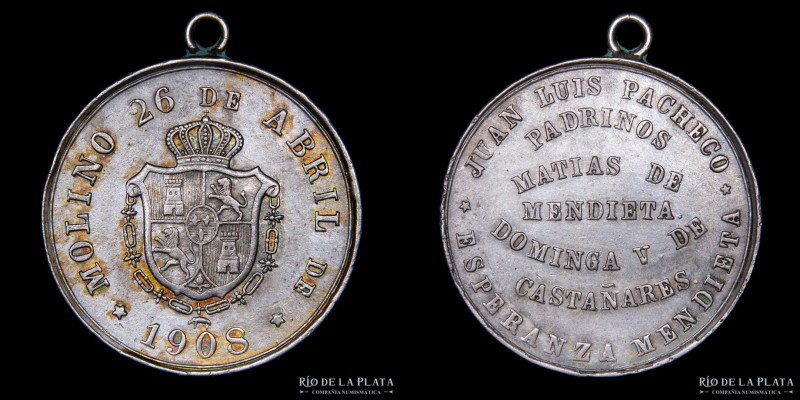 MOLINO 26 DE ABRIL DE
1908
JUAN LUIS PACHECO
PADRINOS
MATIAS DE
MENDIETA
DOMINGA V DE
CASTAÑARES
ESPERANZA MENDIETA
RÍO DE LA PLATA
COMPAÑÍA NUMISMÁTICA
RÍO DE LA PLATA
COMPAÑÍA NUMISMÁTICA